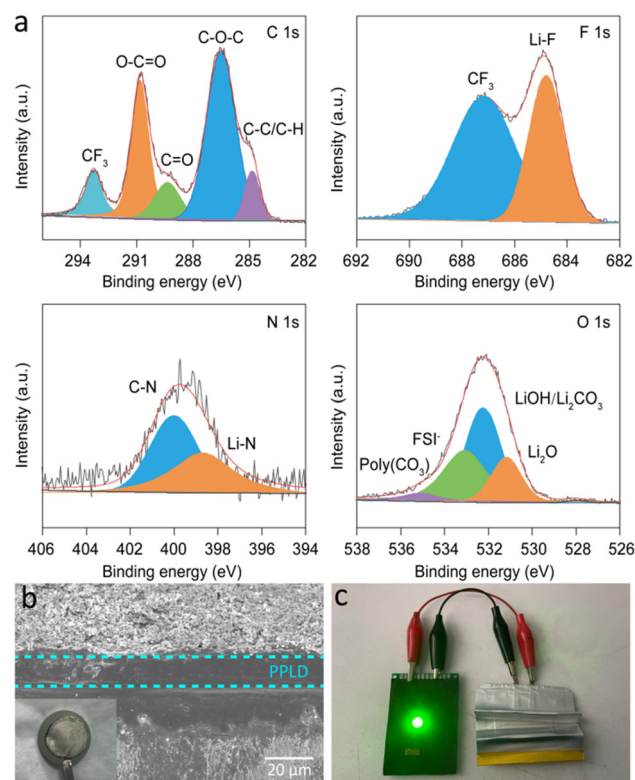 a
C 1s
C-O-C
O-C=O
C-C/C-H
CF₃
C=O
Intensity (a.u.)
294 291 288 285 282
Binding energy (eV)
F 1s
Li-F
CF₃
Intensity (a.u.)
692 690 688 686 684 682
Binding energy (eV)
N 1s
C-N
Li-N
Intensity (a.u.)
406 404 402 400 398 396 394
Binding energy (eV)
O 1s
LiOH/Li₂CO₃
FSI⁻
Poly(CO₃)
Li₂O
Intensity (a.u.)
538 536 534 532 530 528 526
Binding energy (eV)
b
PPLD
20 μm
c